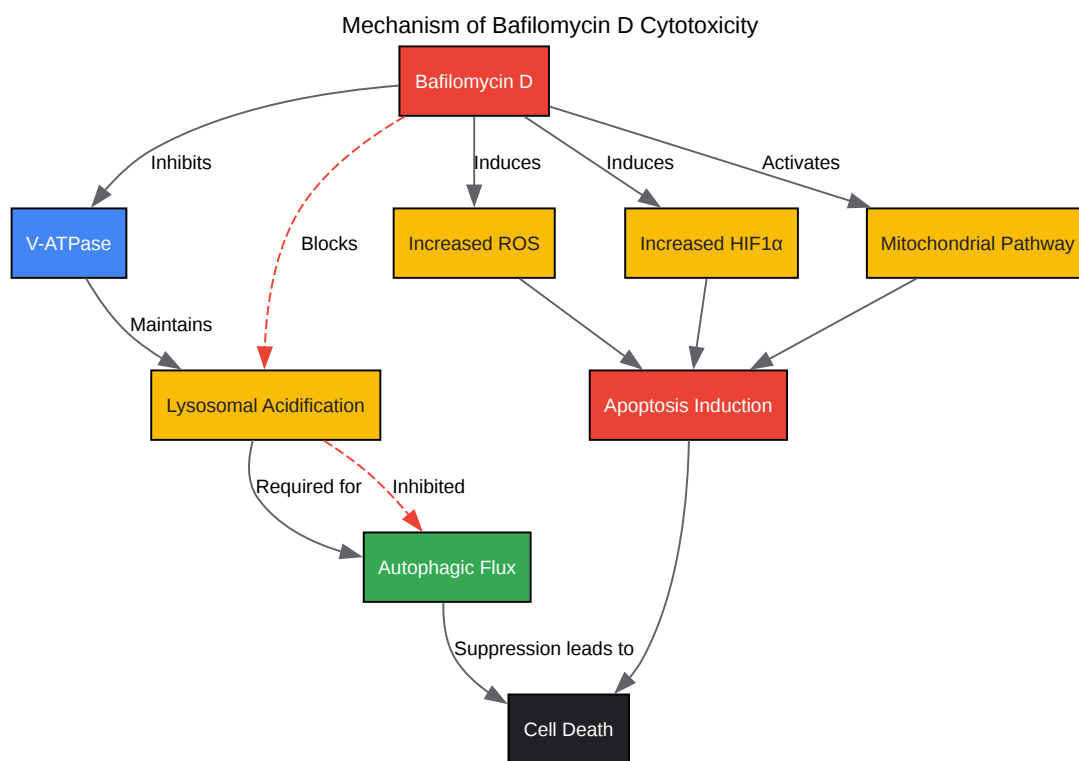 Mechanism of Bafilomycin D Cytotoxicity
Bafilomycin D
Inhibits
Induces
Induces
Activates
V-ATPase
Blocks
Increased ROS
Increased HIF1α
Mitochondrial Pathway
Maintains
Lysosomal Acidification
Apoptosis Induction
Required for
Inhibited
Autophagic Flux
Suppression leads to
Cell Death